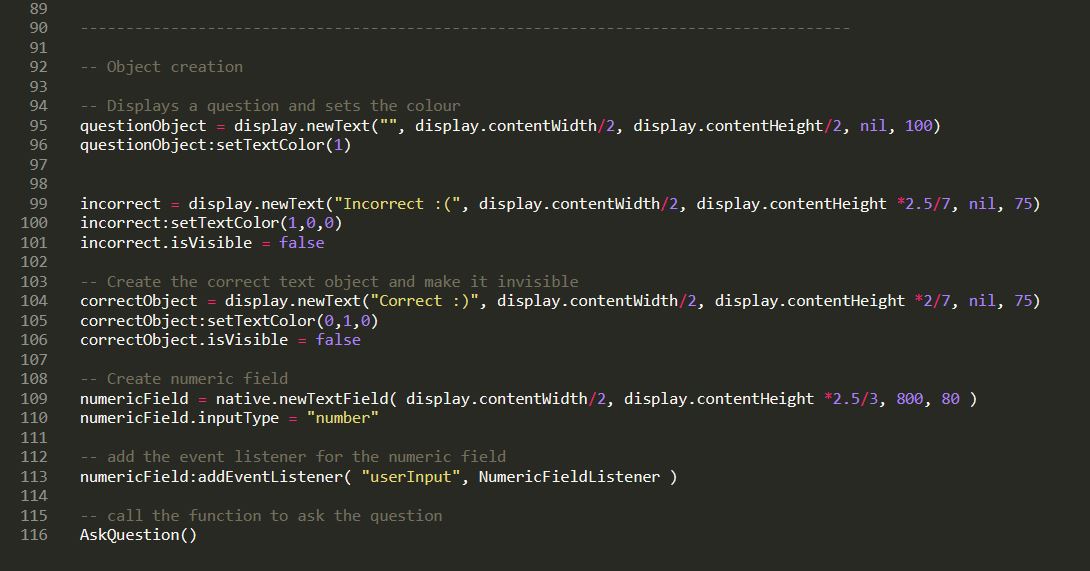 89
90 -------------------------------------------------------------------------------------
91
92 -- Object creation
93
94 -- Displays a question and sets the colour
95 questionObject = display.newText("", display.contentWidth/2, display.contentHeight/2, nil, 100)
96 questionObject:setTextColor(1)
97
98
99 incorrect = display.newText("Incorrect :(", display.contentWidth/2, display.contentHeight *2.5/7, nil, 75)
100 incorrect:setTextColor(1,0,0)
101 incorrect.isVisible = false
102
103 -- Create the correct text object and make it invisible
104 correctObject = display.newText("Correct :)", display.contentWidth/2, display.contentHeight *2/7, nil, 75)
105 correctObject:setTextColor(0,1,0)
106 correctObject.isVisible = false
107
108 -- Create numeric field
109 numericField = native.newTextField( display.contentWidth/2, display.contentHeight *2.5/3, 800, 80 )
110 numericField.inputType = "number"
111
112 -- add the event listener for the numeric field
113 numericField:addEventListener( "userInput", NumericFieldListener )
114
115 -- call the function to ask the question
116 AskQuestion()